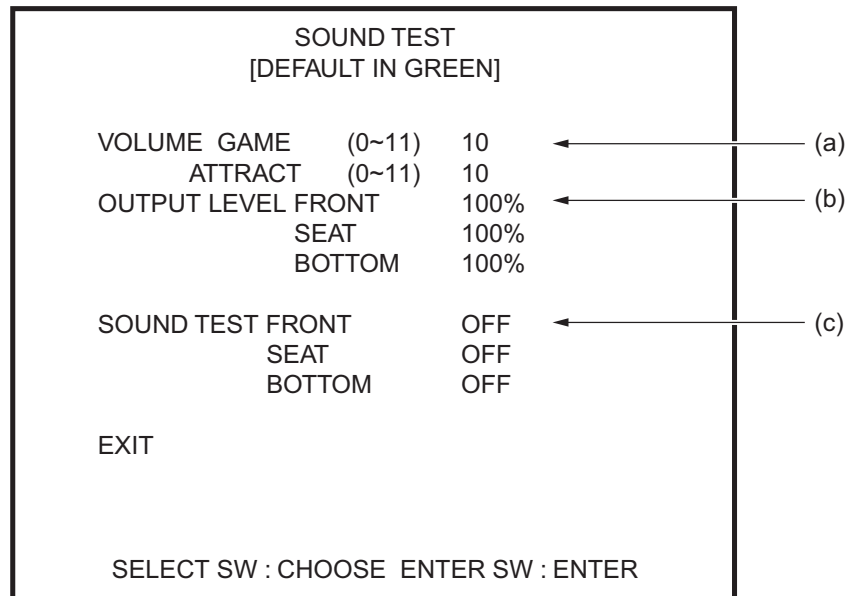 SOUND TEST
[DEFAULT IN GREEN]
VOLUME GAME (0~11) 10 (a)
ATTRACT (0~11) 10
OUTPUT LEVEL FRONT 100% (b)
SEAT 100%
BOTTOM 100%
SOUND TEST FRONT OFF (c)
SEAT OFF
BOTTOM OFF
EXIT
SELECT SW : CHOOSE ENTER SW : ENTER